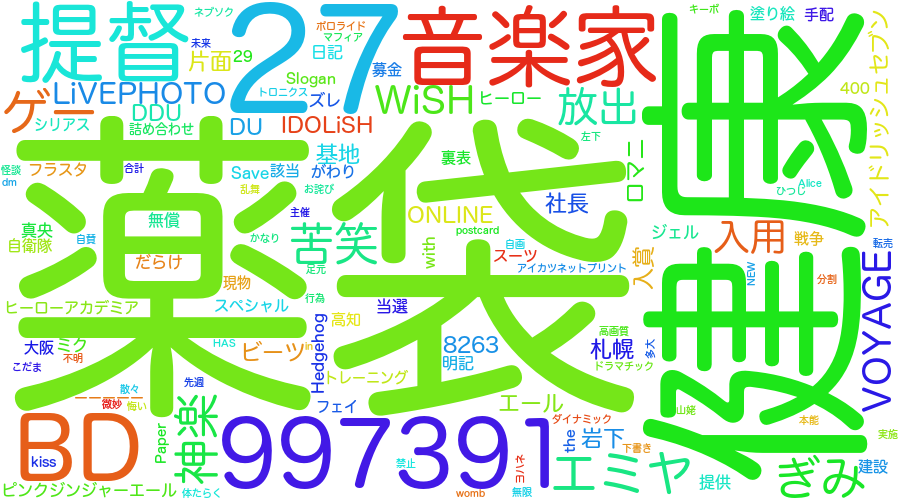 ネブソク
ポロライド
マフィア
キーポ
塗り絵
手配
提督
27
音楽家
健康
アイドリッシュセブン
未来
29
片面
日記
募金
Slogan
トロニクス
400
LiVEPHOTO
ズレ
WiSH
ヒーロー
放出
ゲー
DDU
シリアス
詰め合わせ
DU
IDOLiSH
左下
怪談
dm
フラスタ
合計
薬袋
Save
該当
がわり
基地
裏表
ロマニ
Alice
ひつじ
乱舞
お詫び
社長
無償
主催
ONLINE
postcard
真央
自衛隊
自賛
かなり
苦笑
with
自画
スーツ
ジェル
入用
戦争
転売
だらけ
足元
アイカツネットプリント
入賞
NEW
分割
現物
VOYAGE
ヒーローアカデミア
スペシャル
行為
当選
高知
Hedgehog
8263
明記
高画質
札幌
多大
ドラマチック
大阪
ミク
HAS
ビーツ
in
不明
こだま
トレーニング
先週
散々
ーーーーー
微妙
悔い
フェイ
エール
山姥
本能
BD
神楽
997391
ダイナミック
the
岩下
下書き
実施
Paper
kiss
禁止
ヨハネ
エミヤ
ぎみ
建設
提供
ピンクジンジャーエール
体たらく
womb
無限